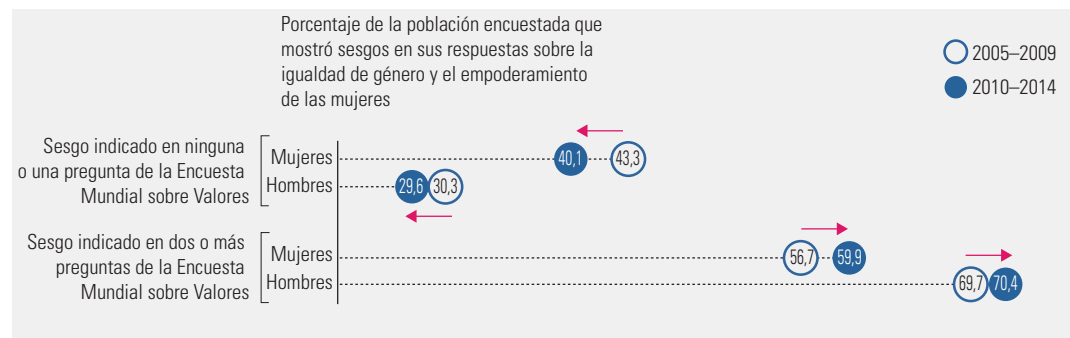 Porcentaje de la población encuestada que
mostró sesgos en sus respuestas sobre la
igualdad de género y el empoderamiento
de las mujeres
2005–2009
2010–2014
Sesgo indicado en ninguna
o una pregunta de la Encuesta
Mundial sobre Valores
Mujeres
40,1
43,3
Hombres
29,6
30,3
Sesgo indicado en dos o más
preguntas de la Encuesta
Mundial sobre Valores
Mujeres
56,7
59,9
Hombres
69,7
70,4